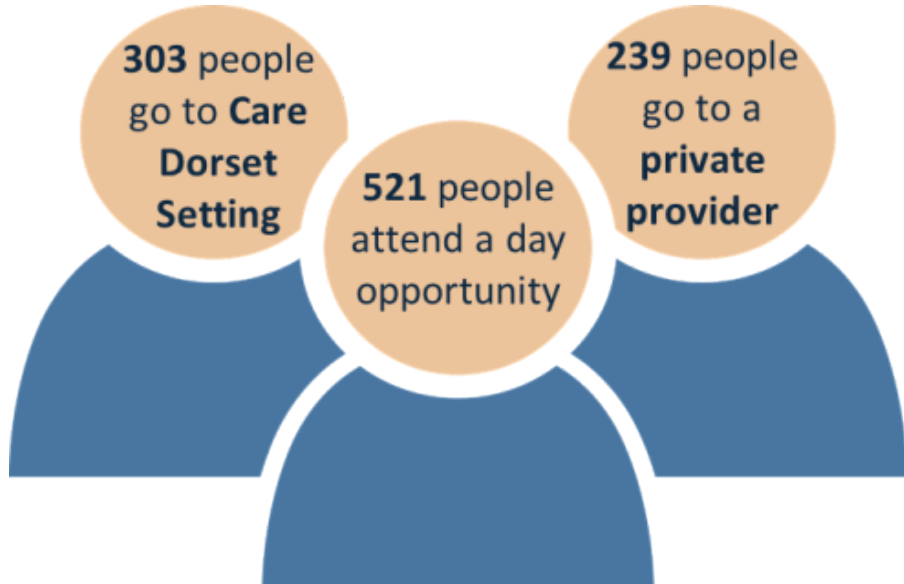 303 people
go to Care
Dorset
Setting
521 people
attend a day
opportunity
239 people
go to a
private
provider